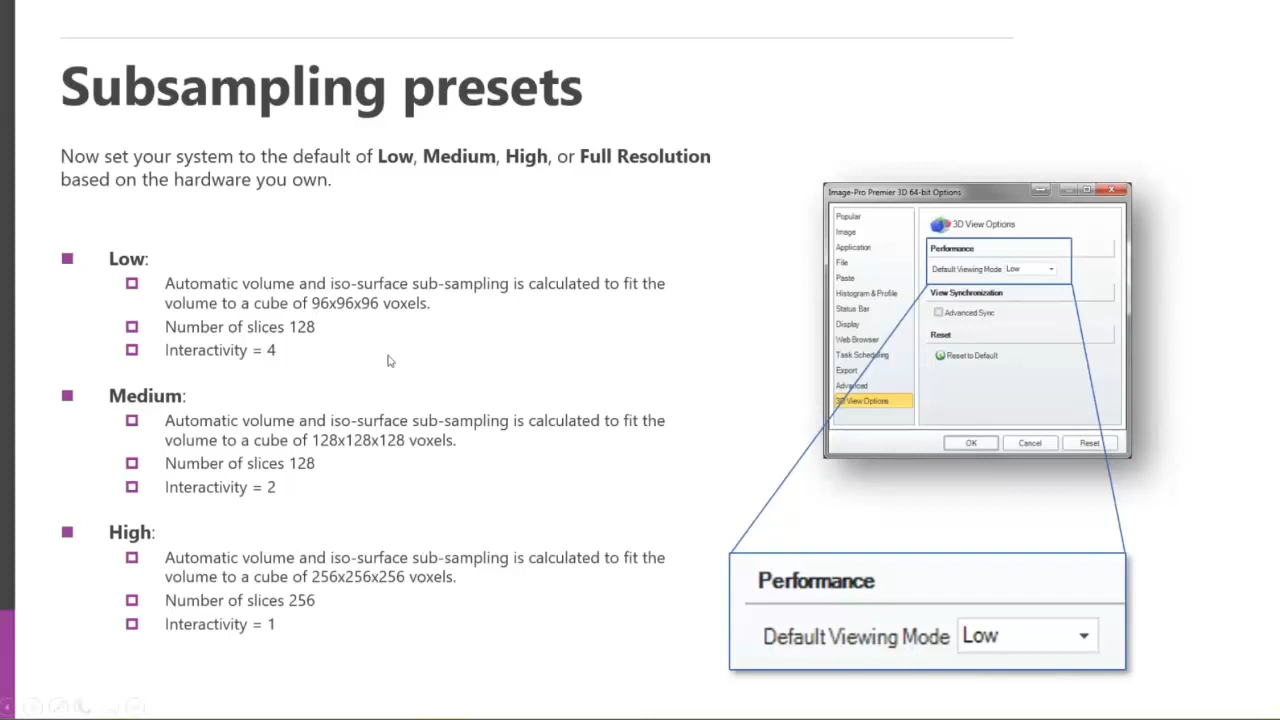 Subsampling presets
Now set your system to the default of Low, Medium, High, or Full Resolution
based on the hardware you own.
Low:
Automatic volume and iso-surface sub-sampling is calculated to fit the
volume to a cube of 96x96x96 voxels.
Number of slices 128
Interactivity = 4
Medium:
Automatic volume and iso-surface sub-sampling is calculated to fit the
volume to a cube of 128x128x128 voxels.
Number of slices 128
Interactivity = 2
High:
Automatic volume and iso-surface sub-sampling is calculated to fit the
volume to a cube of 256x256x256 voxels.
Number of slices 256
Interactivity = 1
Image-Pro Premier 3D 64-bit Options
Popular
Image
Application
File
Paste
Histogram & Profile
Status Bar
Display
Web Browser
Task Scheduling
Export
Advanced
3D View Options
3D View Options
Performance
Default Viewing Mode Low
View Synchronization
Advanced Sync
Reset
Reset to Default
OK Cancel Reset
Performance
Default Viewing Mode Low